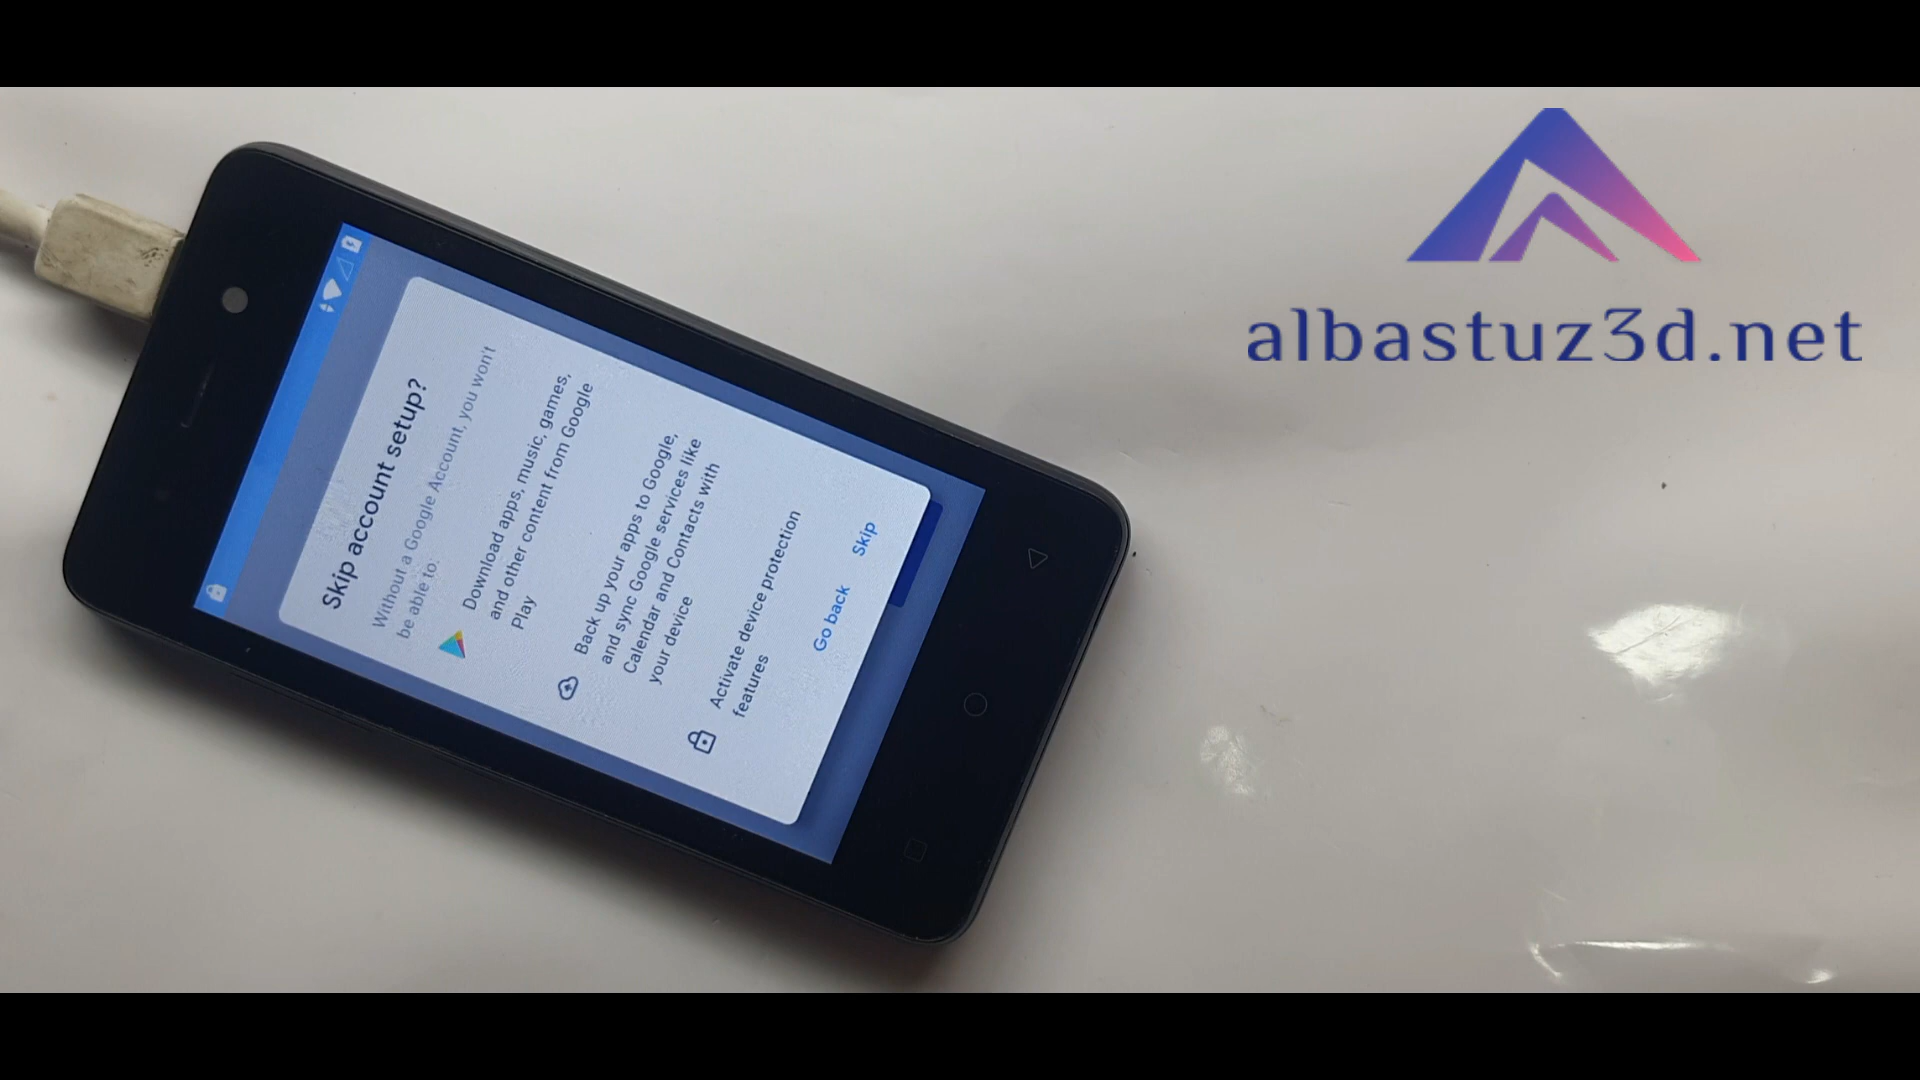 albastuz3d.net
Skip account setup?
Without a Google Account, you won't
be able to:
Download apps, music, games,
and other content from Google
Play
Back up your apps to Google,
and sync Google services like
Calendar and Contacts with
your device
Activate device protection
features
Go back Skip